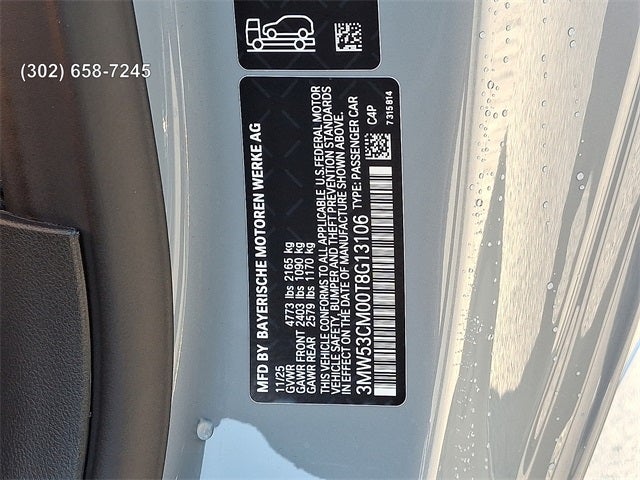 (302) 658-7245
MFD BY BAYERISCHE MOTOREN WERKE AG
11/25
GVWR 4773 lbs 2165 kg
GAWR FRONT 2403 lbs 1090 kg
GAWR REAR 2579 lbs 1170 kg
THIS VEHICLE CONFORMS TO ALL APPLICABLE U.S.FEDERAL MOTOR
VEHICLE SAFETY, BUMPER AND THEFT PREVENTION STANDARDS
IN EFFECT ON THE DATE OF MANUFACTURE SHOWN ABOVE.
3MW53CM00T8G13106 TYPE: PASSENGER CAR
C4P
7315814